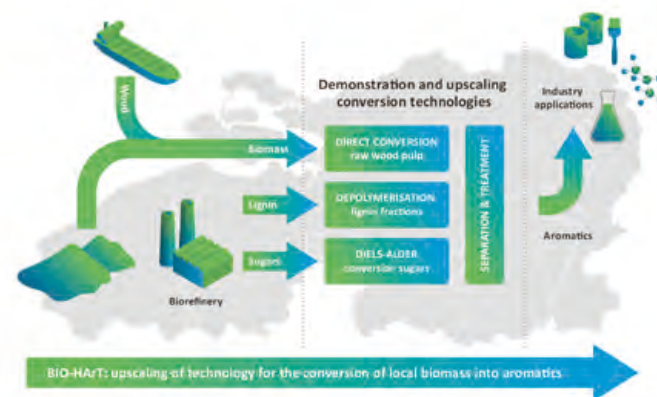 Wood
Biomass
Lignin
Sugars
Biorefinery
Demonstration and upscaling
conversion technologies
DIRECT CONVERSION
raw wood pulp
DEPOLYMERISATION
lignin fractions
DIELS-ALDER
conversion sugars
SEPARATION & TREATMENT
Industry
applications
Aromatics
BIO-HArT: upscaling of technology for the conversion of local biomass into aromatics